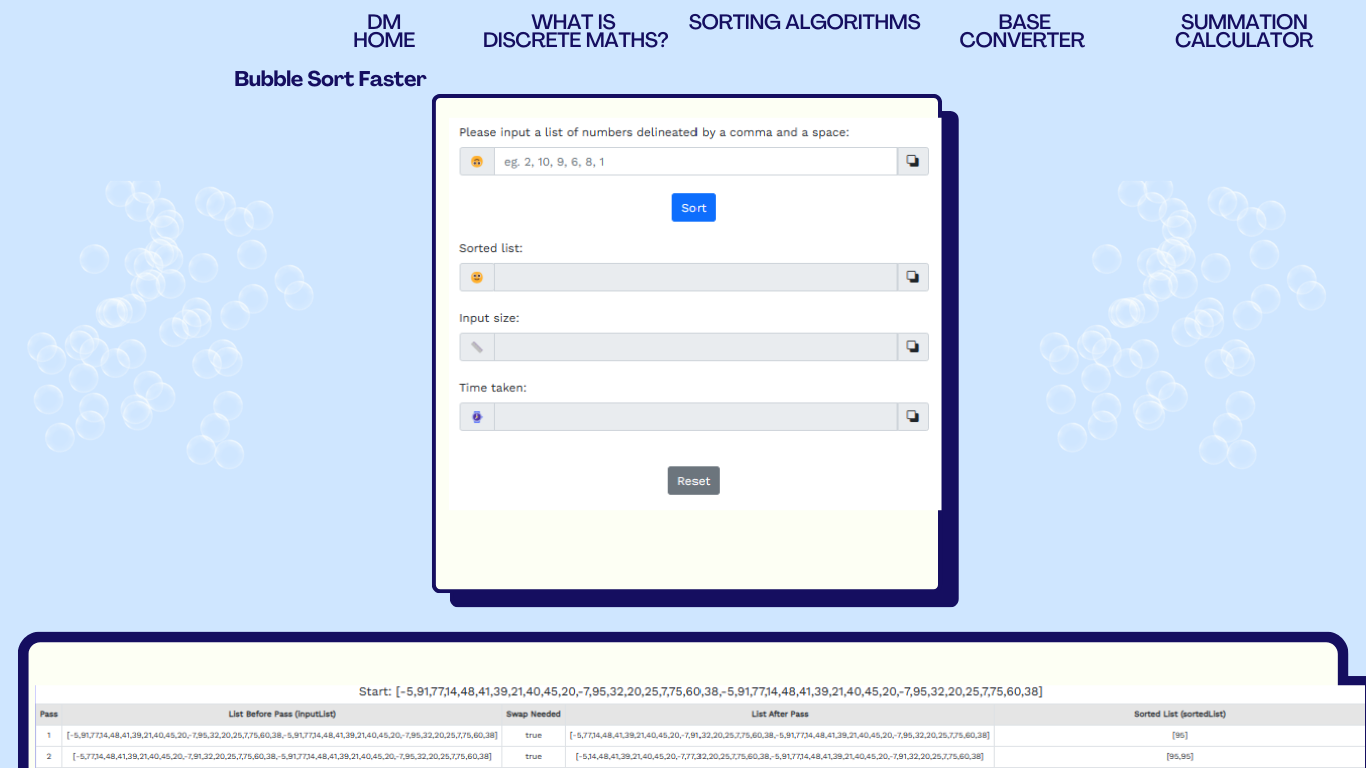 DM
HOME
WHAT IS
DISCRETE MATHS?
SORTING ALGORITHMS
BASE
CONVERTER
SUMMATION
CALCULATOR
Bubble Sort Faster
Please input a list of numbers delineated by a comma and a space:
eg. 2, 10, 9, 6, 8, 1
Sort
Sorted list:
Input size:
Time taken:
Reset
Start: [-5,91,77,14,48,41,39,21,40,45,20,-7,95,32,20,25,7,75,60,38,-5,91,77,14,48,41,39,21,40,45,20,-7,95,32,20,25,7,75,60,38]
Pass List Before Pass (inputList) Swap Needed List After Pass Sorted List (sortedList)
1 [-5,91,77,14,48,41,39,21,40,45,20,-7,95,32,20,25,7,75,60,38,-5,91,77,14,48,41,39,21,40,45,20,-7,95,32,20,25,7,75,60,38] true [-5,77,14,48,41,39,21,40,45,20,-7,91,32,20,25,7,75,60,38,-5,91,77,14,48,41,39,21,40,45,20,-7,95,32,20,25,7,75,60,38] [95]
2 [-5,77,14,48,41,39,21,40,45,20,-7,91,32,20,25,7,75,60,38,-5,91,77,14,48,41,39,21,40,45,20,-7,95,32,20,25,7,75,60,38] true [-5,14,48,41,39,21,40,45,20,-7,77,32,20,25,7,75,60,38,-5,91,77,14,48,41,39,21,40,45,20,-7,91,32,20,25,7,75,60,38] [95,95]